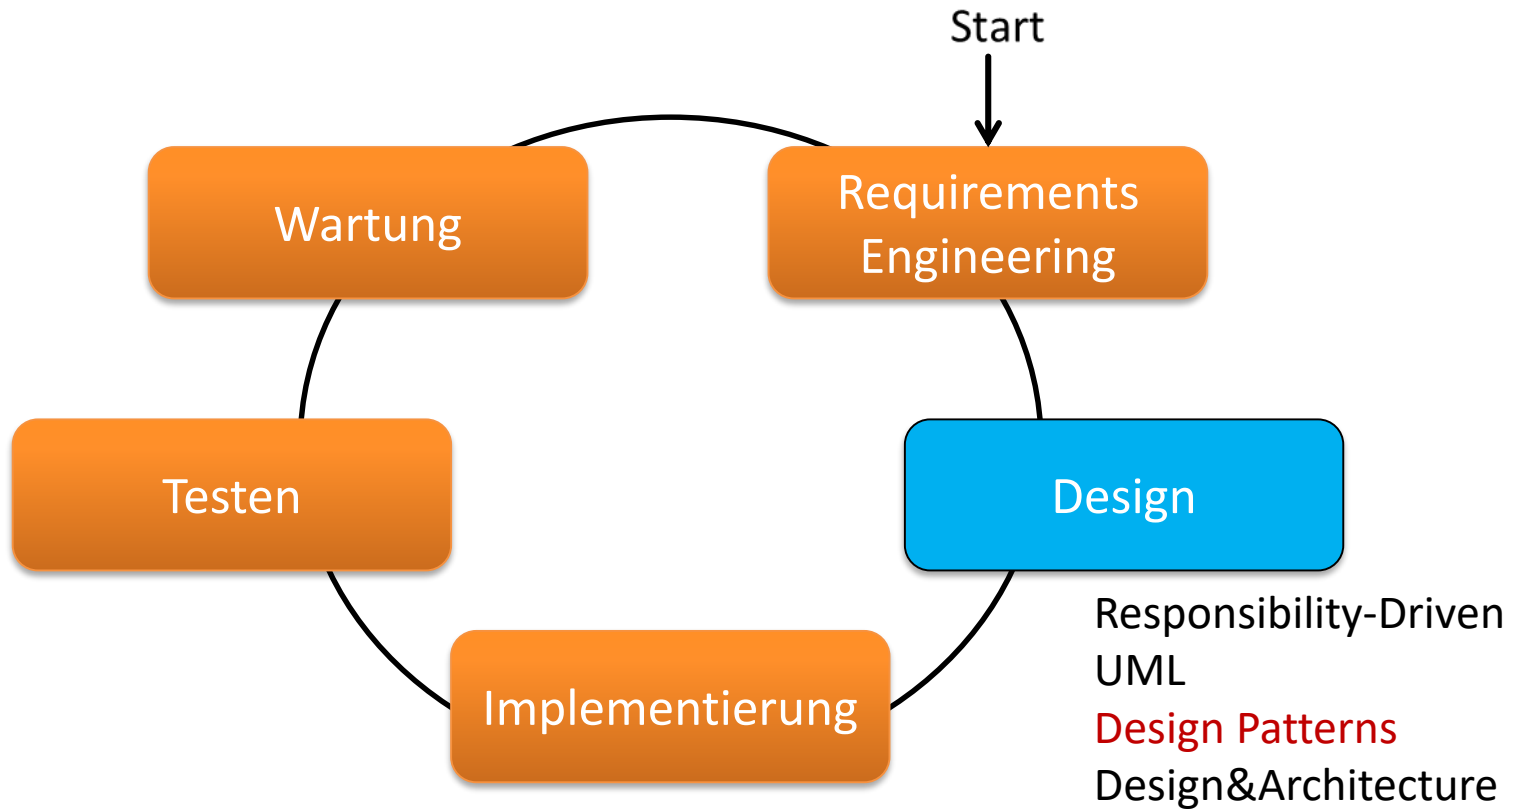 Start
Wartung
Requirements
Engineering
Testen
Design
Implementierung
Responsibility-Driven
UML
Design Patterns
Design&Architecture